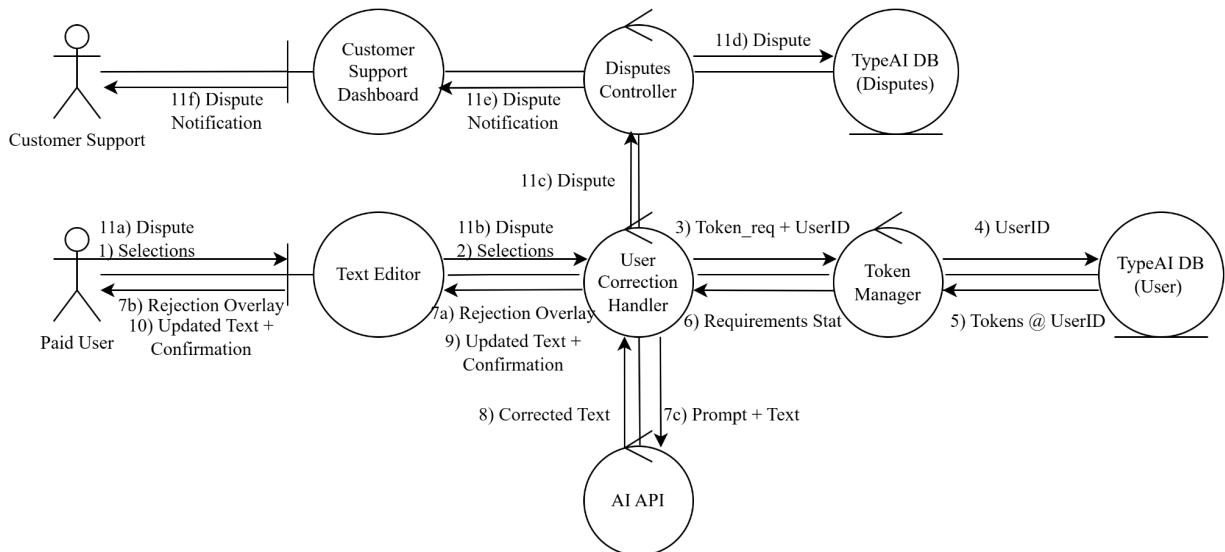 11d) Dispute
Customer
Support
Dashboard
Disputes
Controller
TypeAI DB
(Disputes)
11f) Dispute
Notification
11e) Dispute
Notification
Customer Support
11c) Dispute
11a) Dispute
1) Selections
11b) Dispute
2) Selections
3) Token_req + UserID
4) UserID
Text Editor
User
Correction
Handler
Token
Manager
TypeAI DB
(User)
7b) Rejection Overlay
10) Updated Text +
Confirmation
7a) Rejection Overlay
9) Updated Text +
Confirmation
6) Requirements Stat
5) Tokens @ UserID
Paid User
8) Corrected Text
7c) Prompt + Text
AI API